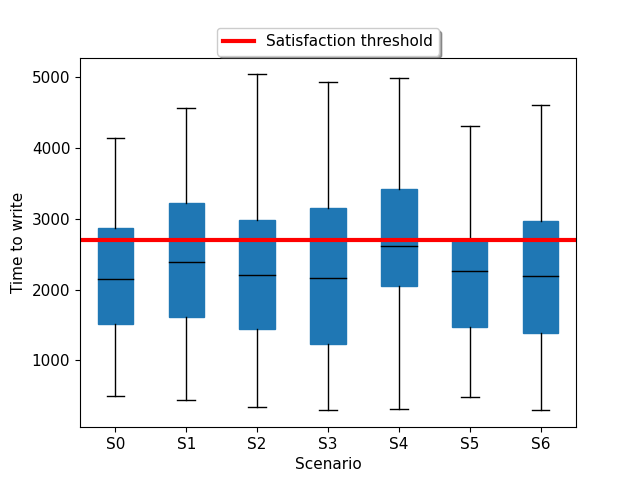 Satisfaction threshold
5000
4000
3000
2000
1000
Time to write
S0 S1 S2 S3 S4 S5 S6
Scenario